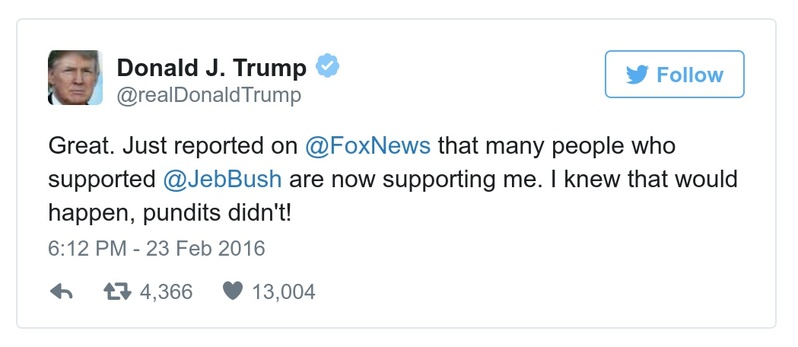 Donald J. Trump
@realDonaldTrump
Follow
Great. Just reported on @FoxNews that many people who
supported @JebBush are now supporting me. I knew that would
happen, pundits didn't!
6:12 PM - 23 Feb 2016
4,366 13,004